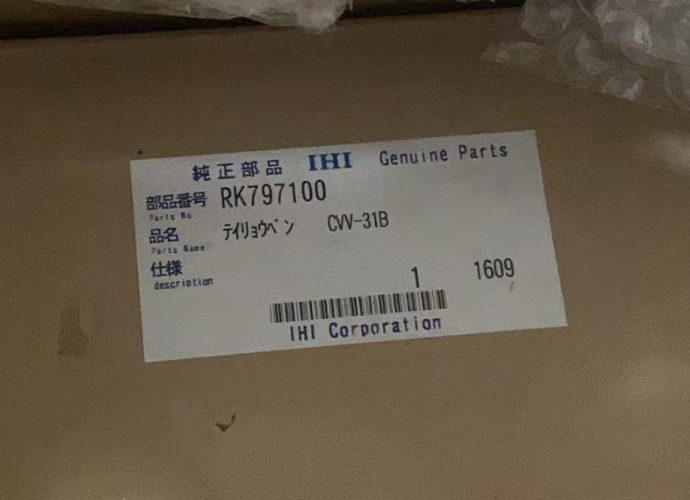 純正部品 IHI Genuine Parts
部品番号 RK797100
Parts No
品名 テイリョウベン CVV-31B
Parts Name
仕様
description
1 1609
IHI Corporation